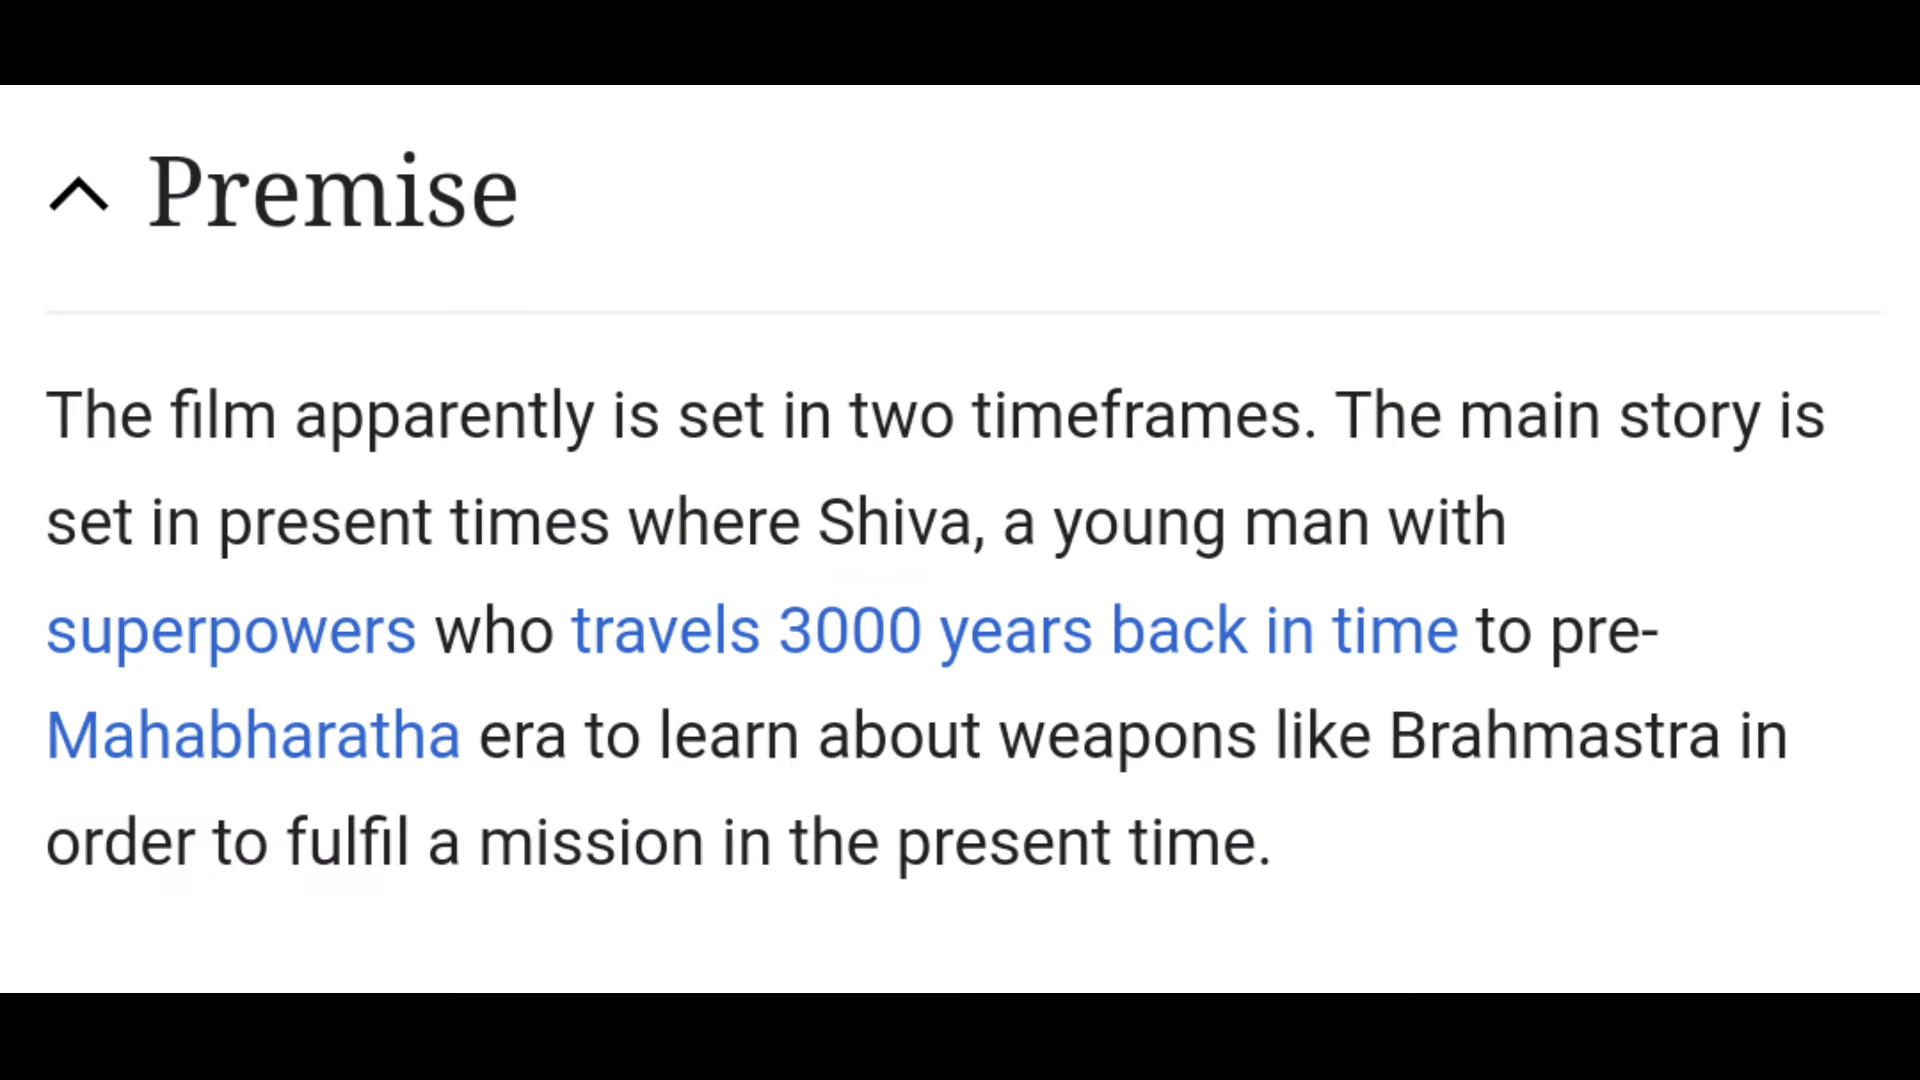 Premise
The film apparently is set in two timeframes. The main story is
set in present times where Shiva, a young man with
superpowers who travels 3000 years back in time to pre-
Mahabharatha era to learn about weapons like Brahmastra in
order to fulfil a mission in the present time.